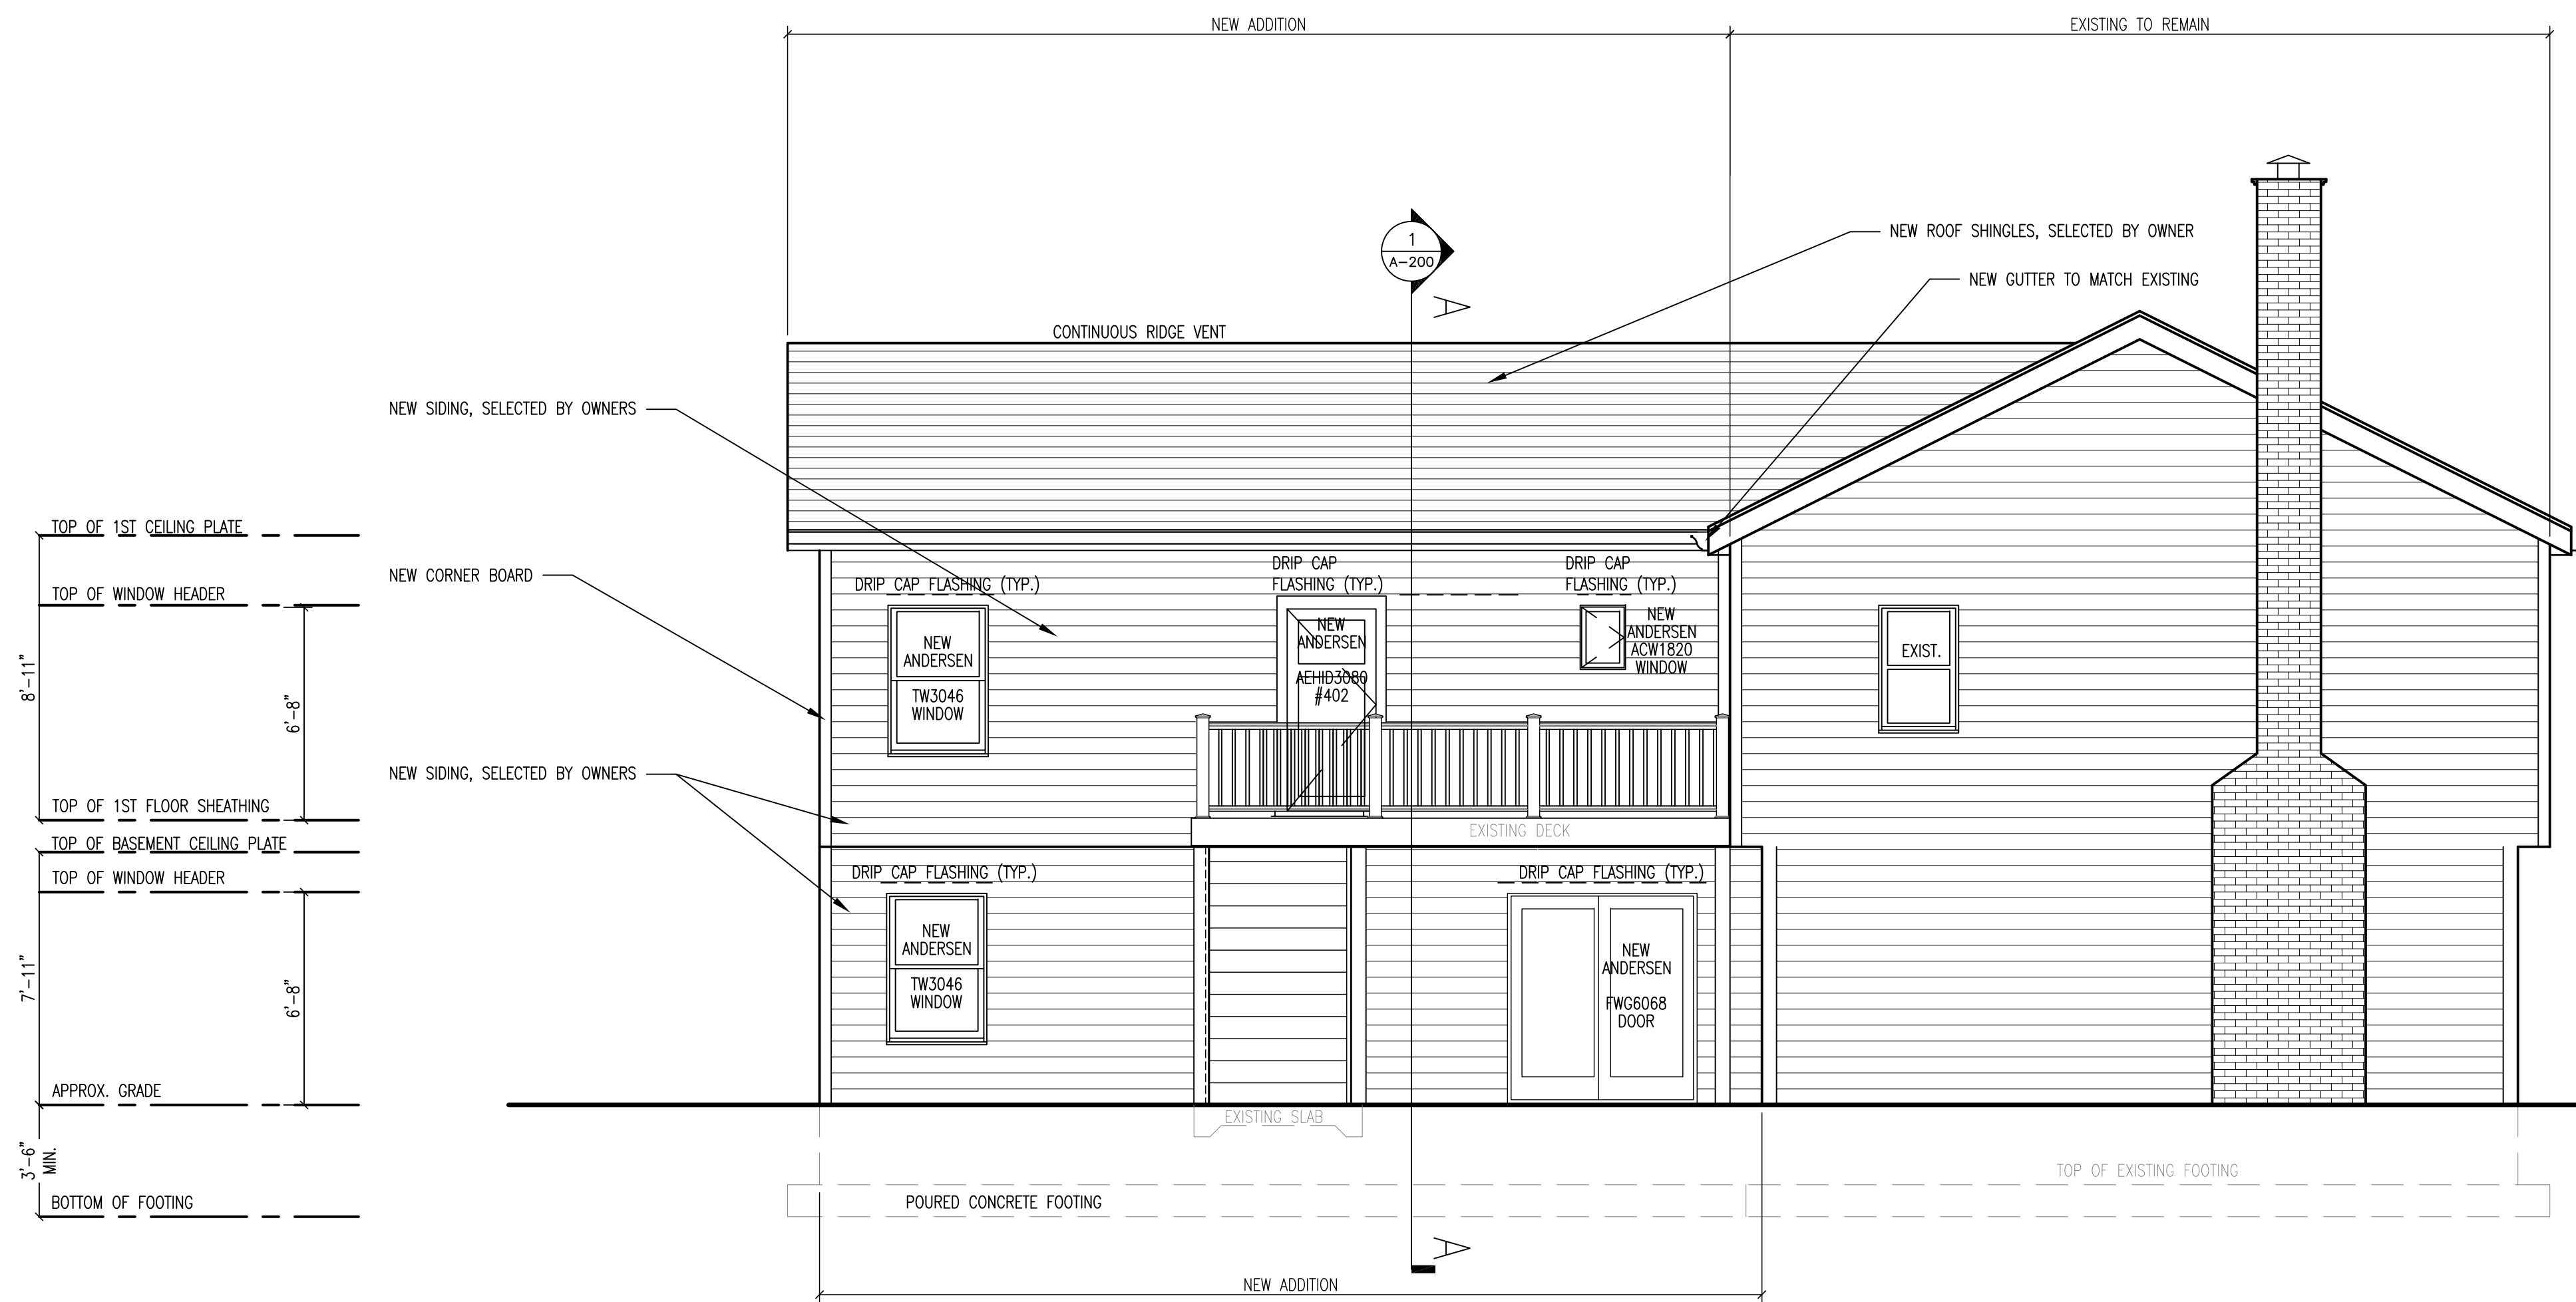 NEW ADDITION
EXISTING TO REMAIN
1
A-200
A
NEW ROOF SHINGLES, SELECTED BY OWNER
NEW GUTTER TO MATCH EXISTING
CONTINUOUS RIDGE VENT
NEW SIDING, SELECTED BY OWNERS
TOP OF 1ST CEILING PLATE
NEW CORNER BOARD
TOP OF WINDOW HEADER
8'-11"
6'-8"
DRIP CAP FLASHING (TYP.)
DRIP CAP
FLASHING (TYP.)
DRIP CAP
FLASHING (TYP.)
NEW
ANDERSEN
TW3046
WINDOW
NEW
ANDERSEN
AEHID3080
#402
NEW
ANDERSEN
ACW1820
WINDOW
EXIST.
NEW SIDING, SELECTED BY OWNERS
TOP OF 1ST FLOOR SHEATHING
EXISTING DECK
TOP OF BASEMENT CEILING PLATE
TOP OF WINDOW HEADER
7'-11"
6'-8"
DRIP CAP FLASHING (TYP.)
DRIP CAP FLASHING (TYP.)
NEW
ANDERSEN
TW3046
WINDOW
NEW
ANDERSEN
FWG6068
DOOR
APPROX. GRADE
EXISTING SLAB
3'-6"
MIN.
TOP OF EXISTING FOOTING
BOTTOM OF FOOTING
POURED CONCRETE FOOTING
A
NEW ADDITION